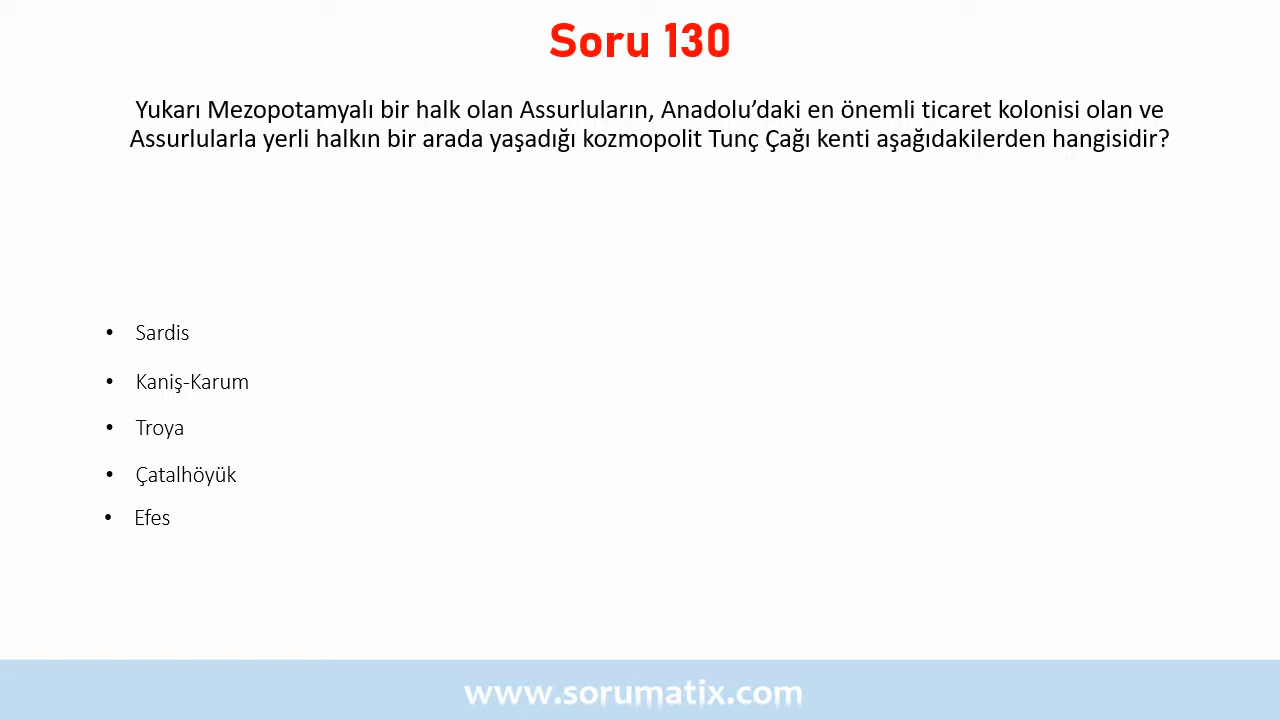 Soru 130
Yukarı Mezopotamyalı bir halk olan Assurluların, Anadolu’daki en önemli ticaret kolonisi olan ve
Assurlularla yerli halkın bir arada yaşadığı kozmopolit Tunç Çağı kenti aşağıdakilerden hangisidir?
• Sardis
• Kaniş-Karum
• Troya
• Çatalhöyük
• Efes
www.sorumatix.com